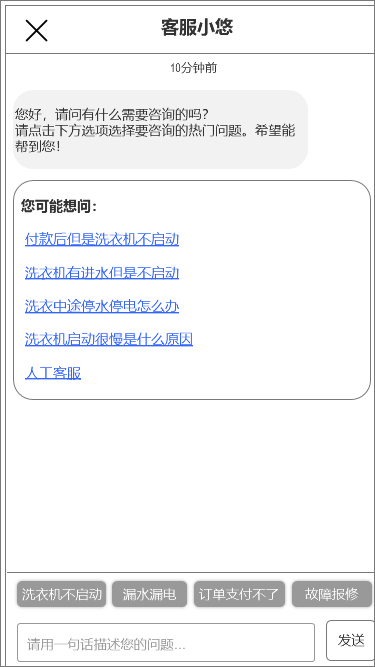 客服小悠
10分钟前
您好，请问有什么需要咨询的吗?
请点击下方选项选择要咨询的热门问题。希望能
帮到您!
您可能想问:
付款后但是洗衣机不启动
洗衣机有进水但是不启动
洗衣中途停水停电怎么办
洗衣机启动很慢是什么原因
人工客服
洗衣机不启动
漏水漏电
订单支付不了
故障报修
请用一句话描述您的问题...
发送